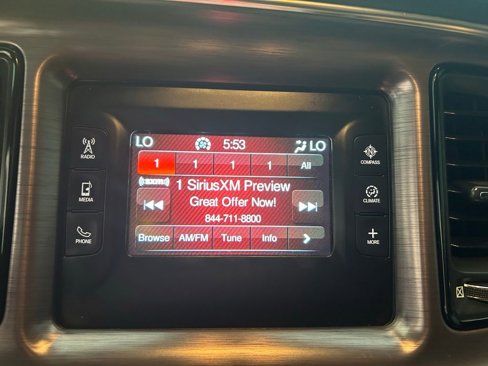 LO 5:53 LO
1 1 1 1 All
((SXM))
1 SiriusXM Preview
Great Offer Now!
844-711-8800
Browse AM/FM Tune Info
RADIO
MEDIA
PHONE
COMPASS
CLIMATE
MORE